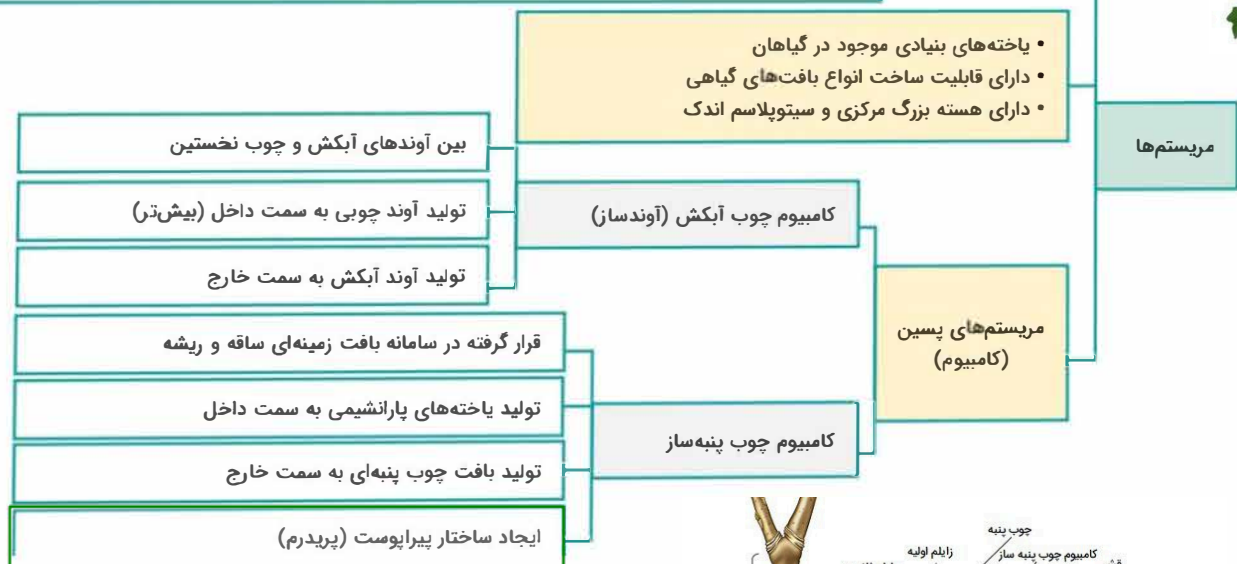 • یاخته‌های بنیادی موجود در گیاهان
• دارای قابلیت ساخت انواع بافت‌های گیاهی
• دارای هسته بزرگ مرکزی و سیتوپلاسم اندک
مریستم‌ها
کامبیوم چوب آبکش (آوندساز)
بین آوندهای آبکش و چوب نخستین
تولید آوند چوبی به سمت داخل (بیش‌تر)
تولید آوند آبکش به سمت خارج
مریستم‌های پسین
(کامبیوم)
کامبیوم چوب پنبه‌ساز
قرار گرفته در سامانه بافت زمینه‌ای ساقه و ریشه
تولید یاخته‌های پارانشیمی به سمت داخل
تولید بافت چوب پنبه‌ای به سمت خارج
ایجاد ساختار پیراپوست (پریدرم)
چوب پنبه
کامبیوم چوب پنبه ساز
زایلم اولیه